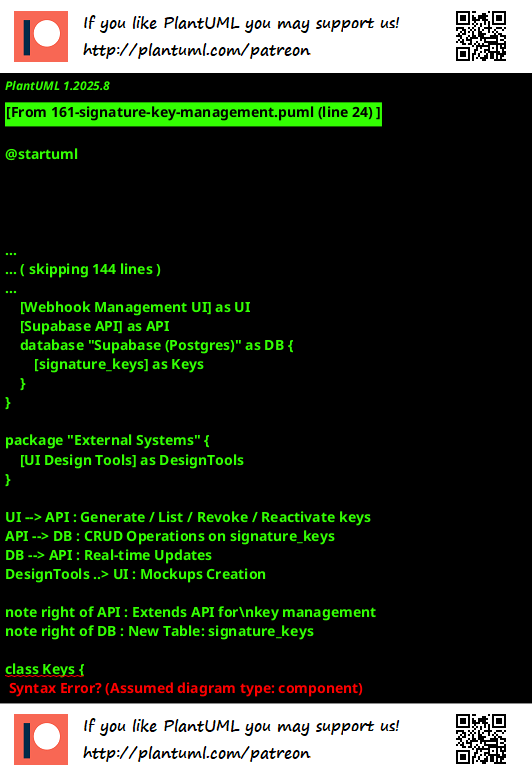 If you like PlantUML you may support us!
http://plantuml.com/patreon
PlantUML 1.2025.8
[From 161-signature-key-management.puml (line 24) ]
@startuml
...
... ( skipping 144 lines )
...
[Webhook Management UI] as UI
[Supabase API] as API
database "Supabase (Postgres)" as DB {
[signature_keys] as Keys
}
}
package "External Systems" {
[UI Design Tools] as DesignTools
}
UI --> API : Generate / List / Revoke / Reactivate keys
API --> DB : CRUD Operations on signature_keys
DB --> API : Real-time Updates
DesignTools ..> UI : Mockups Creation
note right of API : Extends API for\nkey management
note right of DB : New Table: signature_keys
class Keys {
Syntax Error? (Assumed diagram type: component)
If you like PlantUML you may support us!
http://plantuml.com/patreon